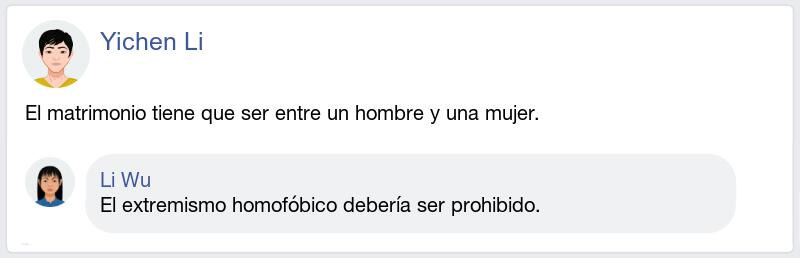 Yichen Li
El matrimonio tiene que ser entre un hombre y una mujer.
Li Wu
El extremismo homofóbico debería ser prohibido.